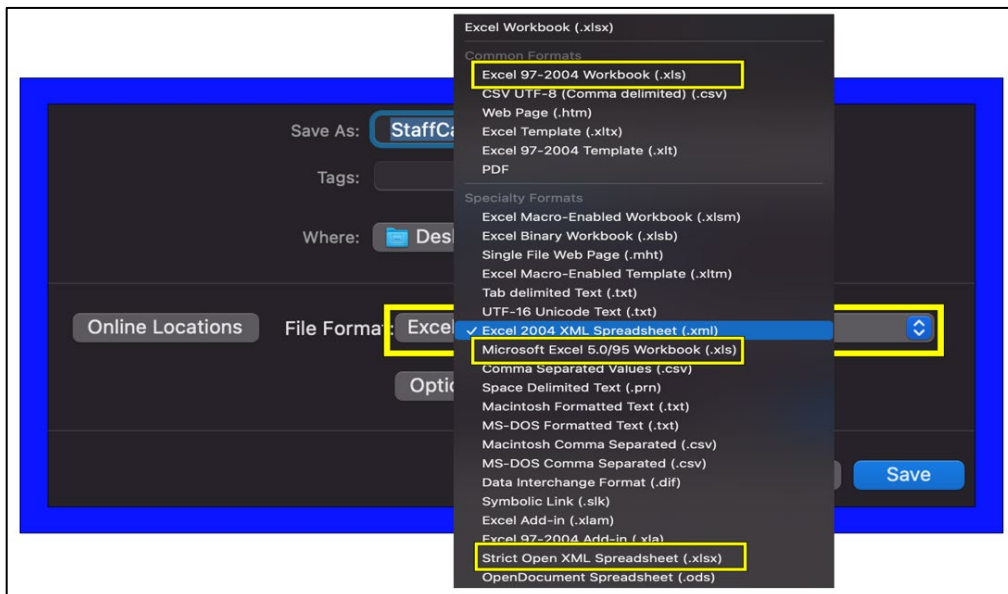 Excel Workbook (.xlsx)
Common Formats
Excel 97-2004 Workbook (.xls)
CSV UTF-8 (Comma delimited) (.csv)
Web Page (.htm)
Excel Template (.xltx)
Excel 97-2004 Template (.xlt)
PDF
Specialty Formats
Excel Macro-Enabled Workbook (.xlsm)
Excel Binary Workbook (.xlsb)
Single File Web Page (.mht)
Excel Macro-Enabled Template (.xltm)
Tab delimited Text (.txt)
UTF-16 Unicode Text (.txt)
✓ Excel 2004 XML Spreadsheet (.xml)
Microsoft Excel 5.0/95 Workbook (.xls)
Comma Separated Values (.csv)
Space Delimited Text (.prn)
Macintosh Formatted Text (.txt)
MS-DOS Formatted Text (.txt)
Macintosh Comma Separated (.csv)
MS-DOS Comma Separated (.csv)
Data Interchange Format (.dif)
Symbolic Link (.slk)
Excel Add-in (.xlam)
Excel 97-2004 Add-in (.xla)
Strict Open XML Spreadsheet (.xlsx)
OpenDocument Spreadsheet (.ods)
Save As: StaffCa
Tags:
Where: Des
Online Locations
File Format: Excel
Optio
Save